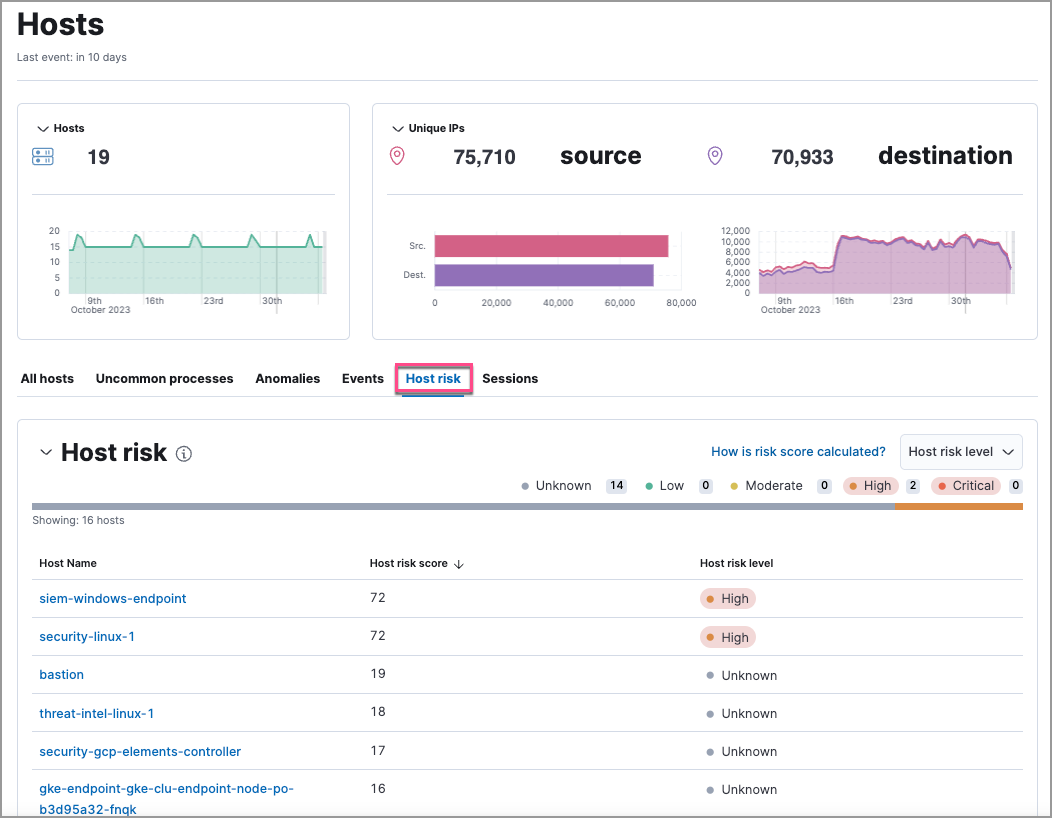 Hosts
Last event: in 10 days
Hosts
19
Unique IPs
75,710 source
70,933 destination
20
15
10
5
0
9th 16th 23rd 30th
October 2023
Src.
Dest.
0 20,000 40,000 60,000 80,000
12,000
10,000
8,000
6,000
4,000
2,000
0
9th 16th 23rd 30th
October 2023
All hosts Uncommon processes Anomalies Events Host risk Sessions
Host risk
How is risk score calculated? Host risk level
Unknown 14 Low 0 Moderate 0 High 2 Critical 0
Showing: 16 hosts
Host Name Host risk score Host risk level
siem-windows-endpoint 72 High
security-linux-1 72 High
bastion 19 Unknown
threat-intel-linux-1 18 Unknown
security-gcp-elements-controller 17 Unknown
gke-endpoint-gke-clu-endpoint-node-po- 16 Unknown
b3d95a32-fnqk